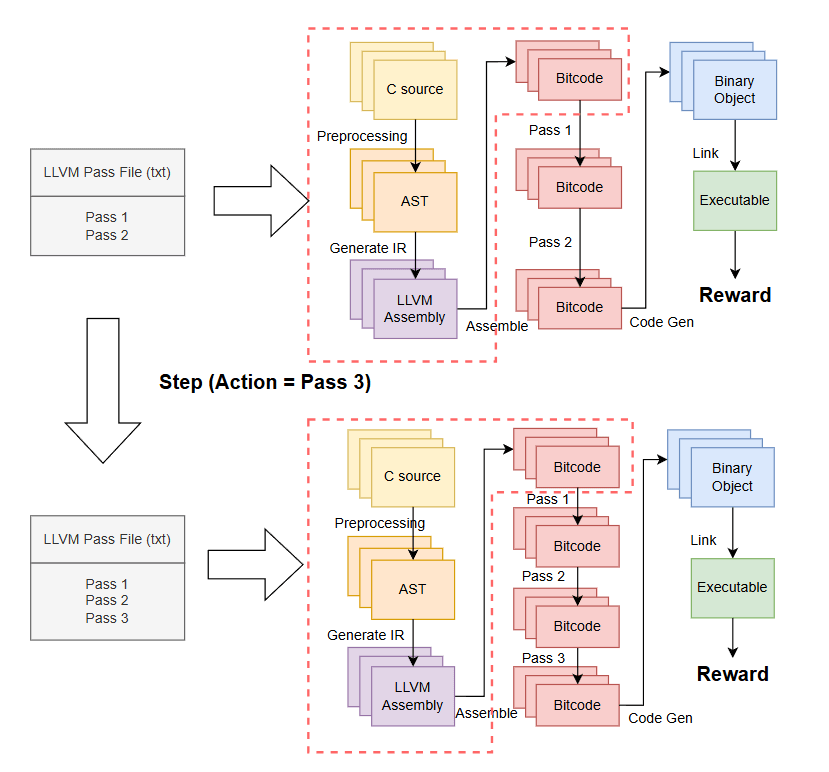 LLVM Pass File (txt)
Pass 1
Pass 2
C source
Preprocessing
AST
Generate IR
LLVM
Assembly
Assemble
Bitcode
Pass 1
Bitcode
Pass 2
Bitcode
Code Gen
Binary
Object
Link
Executable
Reward
Step (Action = Pass 3)
LLVM Pass File (txt)
Pass 1
Pass 2
Pass 3
C source
Preprocessing
AST
Generate IR
LLVM
Assembly
Assemble
Bitcode
Pass 1
Bitcode
Pass 2
Bitcode
Pass 3
Bitcode
Code Gen
Binary
Object
Link
Executable
Reward